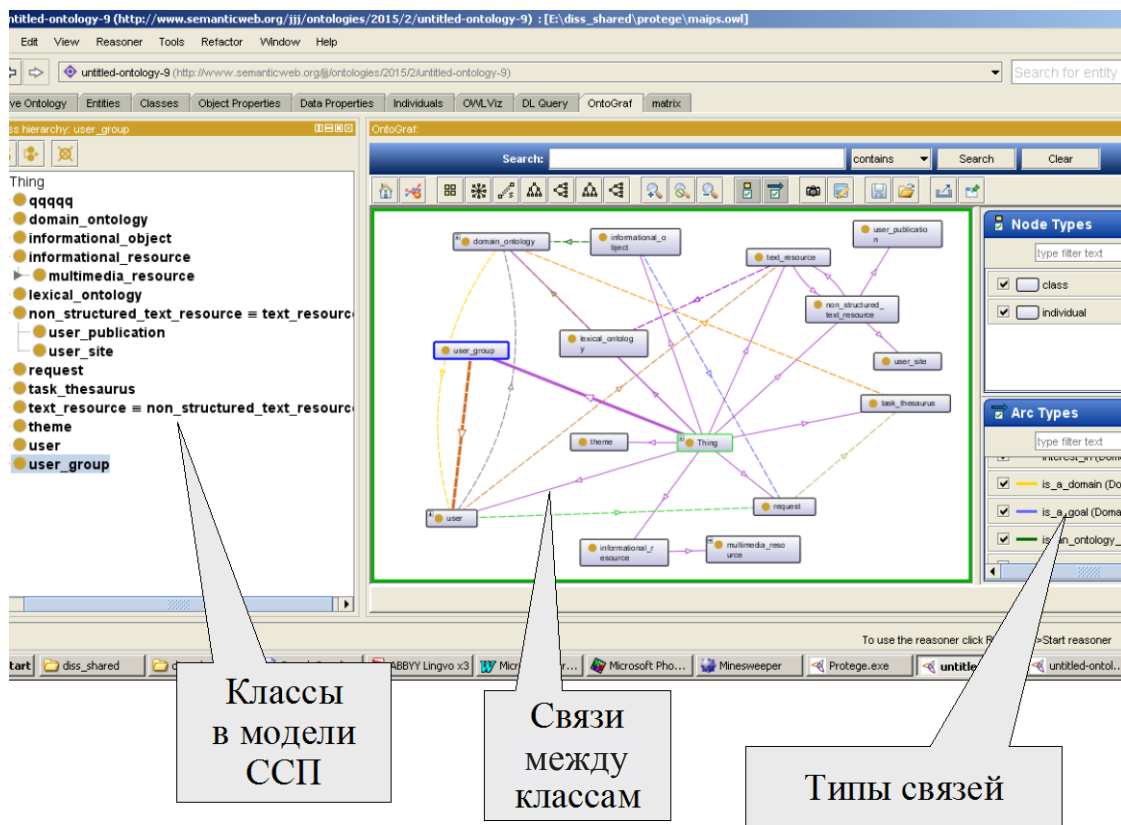 ntitled-ontology-9 (http://www.semanticweb.org/jjj/ontologies/2015/2/untitled-ontology-9) : [E:\diss_shared\protege\maips.owl]
Edit View Reasoner Tools Refactor Window Help
untitled-ontology-9 (http://www.semanticweb.org/jjj/ontologies/2015/2/untitled-ontology-9)
Search for entity
ve Ontology Entities Classes Object Properties Data Properties Individuals OWLViz DL Query OntoGraf matrix
ss hierarchy: user_group
OntoGraf:
Search: contains Search Clear
Thing
qqqqq
domain_ontology
informational_object
informational_resource
multimedia_resource
lexical_ontology
non_structured_text_resource ≡ text_resourc
user_publication
user_site
request
task_thesaurus
text_resource ≡ non_structured_text_resourc
theme
user
user_group
domain_ontology
informational_o
bject
user_publicatio
n
text_resource
non_structured_
text_resource
lexical_ontolog
y
user_group
user_site
task_thesaurus
theme
Thing
request
user
informational_r
esource
multimedia_reso
urce
Node Types
type filter text
class
individual
Arc Types
type filter text
is_a_domain (Do
is_a_goal (Doma
To use the reasoner click R >Start reasoner
tart diss_shared ABBYY Lingvo x3 Microsoft Pho... Minesweeper Protege.exe untitl untitled-ontol...
Классы
в модели
ССП
Связи
между
классам
Типы связей